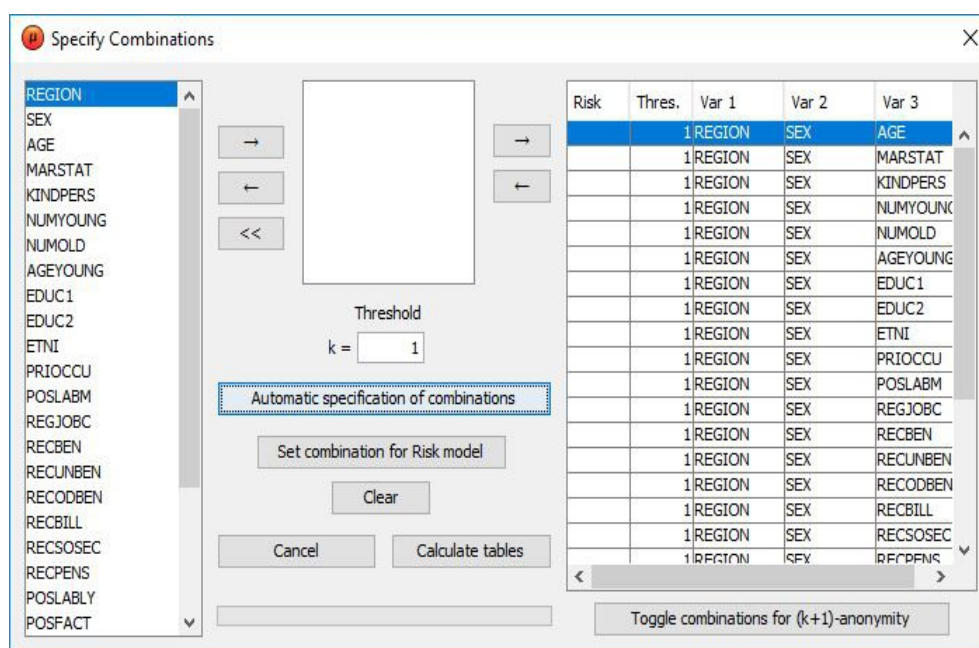 μ Specify Combinations
REGION
SEX
AGE
MARSTAT
KINDPERS
NUMYOUNG
NUMOLD
AGEYOUNG
EDUC1
EDUC2
ETNI
PRIOCCU
POSLABM
REGJOBC
RECBEN
RECUNBEN
RECODBEN
RECBILL
RECSOSEC
RECPENS
POSLABLY
POSFACT
→
←
<<
→
←
Threshold
k = 1
Automatic specification of combinations
Set combination for Risk model
Clear
Cancel Calculate tables
Risk Thres. Var 1 Var 2 Var 3
1 REGION SEX AGE
1 REGION SEX MARSTAT
1 REGION SEX KINDPERS
1 REGION SEX NUMYOUNG
1 REGION SEX NUMOLD
1 REGION SEX AGEYOUNG
1 REGION SEX EDUC1
1 REGION SEX EDUC2
1 REGION SEX ETNI
1 REGION SEX PRIOCCU
1 REGION SEX POSLABM
1 REGION SEX REGJOBC
1 REGION SEX RECBEN
1 REGION SEX RECUNBEN
1 REGION SEX RECODBEN
1 REGION SEX RECBILL
1 REGION SEX RECSOSEC
1 REGION SEX RECPENS
Toggle combinations for (k+1)-anonymity